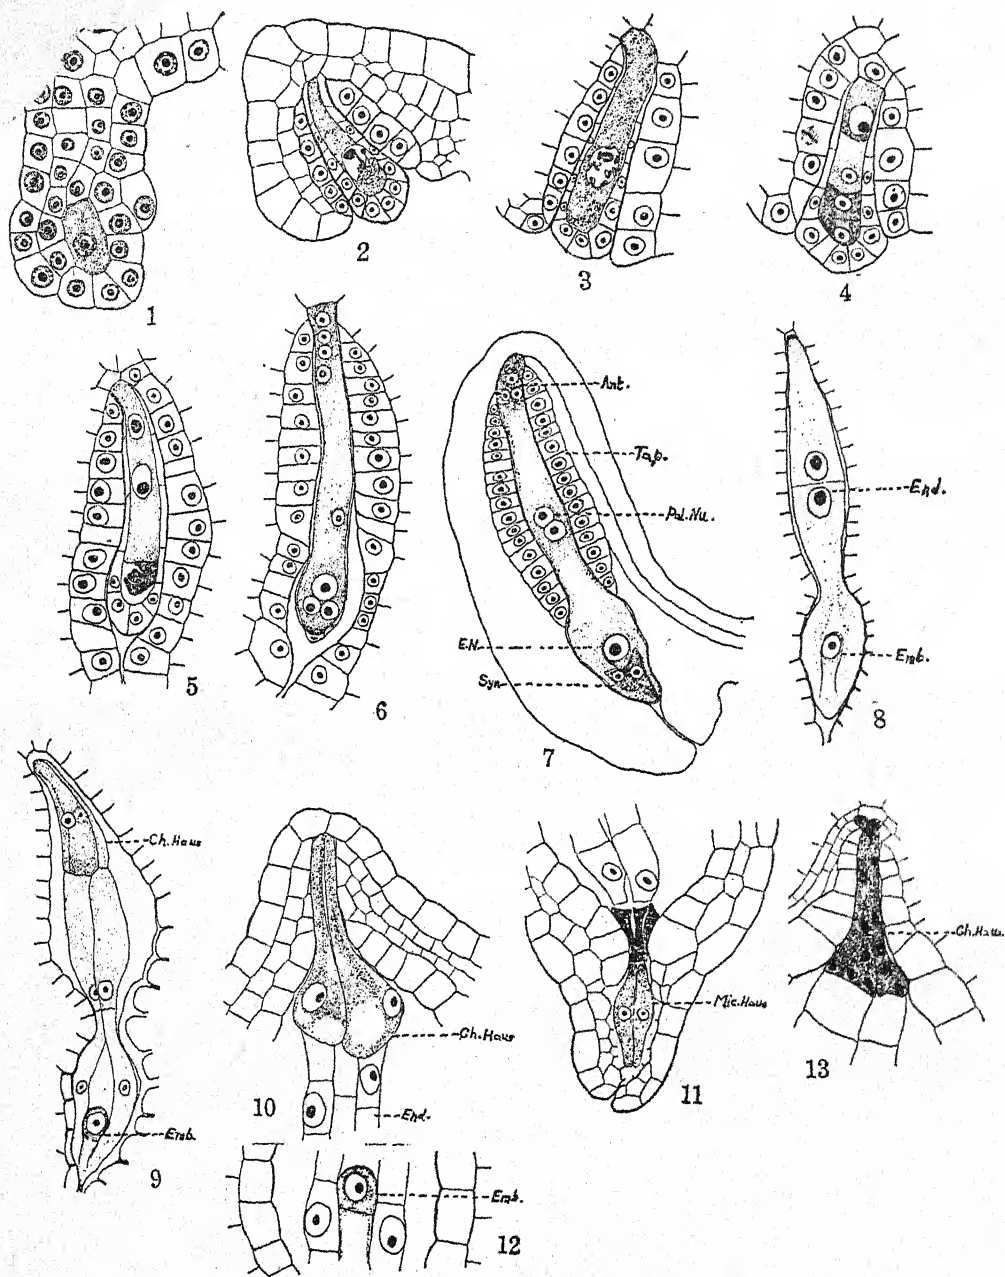 1
2
3
4
5
6
Ant.
Tap.
Pol.Nu.
E.N.
Syn
7
End.
Emb.
8
Ch.Haus
Emb.
9
Ch.Haus
End.
10
Mic.Haus
11
Emb.
12
Ch.Haus
13